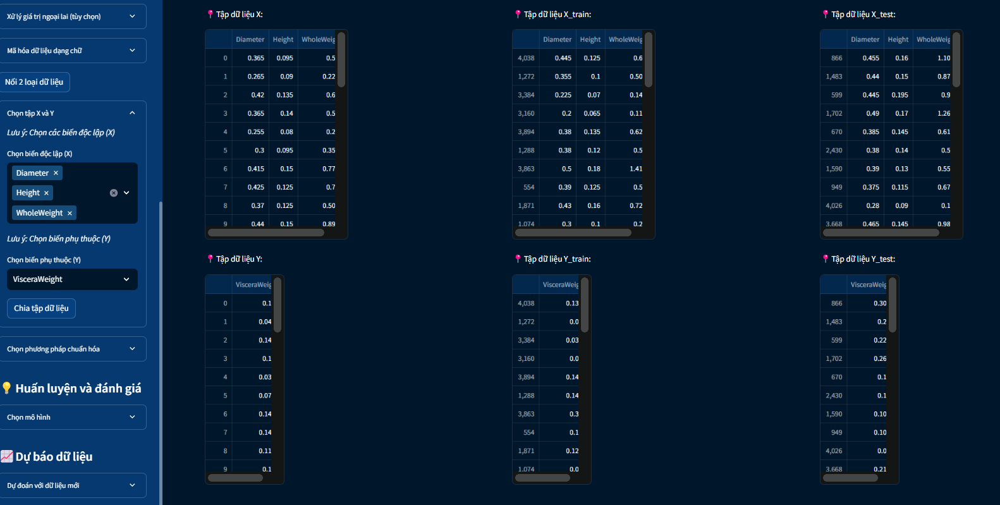 Xử lý giá trị ngoại lai (tùy chọn)
Mã hóa dữ liệu dạng chữ
Nối 2 loại dữ liệu
Chọn tập X và Y
Lưu ý: Chọn các biến độc lập (X)
Chọn biến độc lập (X)
Diameter ×
Height ×
WholeWeight ×
Lưu ý: Chọn biến phụ thuộc (Y)
Chọn biến phụ thuộc (Y)
VisceraWeight
Chia tập dữ liệu
Chọn phương pháp chuẩn hóa
💡 Huấn luyện và đánh giá
Chọn mô hình
📈 Dự báo dữ liệu
Dự đoán với dữ liệu mới
📍 Tập dữ liệu X:
Diameter Height WholeWeig
0 0.365 0.095 0.5
1 0.265 0.09 0.22
2 0.42 0.135 0.6
3 0.365 0.14 0.5
4 0.255 0.08 0.2
5 0.3 0.095 0.35
6 0.415 0.15 0.77
7 0.425 0.125 0.7
8 0.37 0.125 0.50
9 0.44 0.15 0.89
📍 Tập dữ liệu X_train:
Diameter Height WholeWeig
4,038 0.445 0.125 0.6
1,272 0.355 0.1 0.50
3,384 0.225 0.07 0.14
3,160 0.2 0.065 0.11
3,894 0.38 0.135 0.62
1,288 0.38 0.12 0.5
3,863 0.5 0.18 1.41
554 0.39 0.125 0.5
1,871 0.43 0.16 0.72
1,074 0.3 0.1 0.2
📍 Tập dữ liệu X_test:
Diameter Height WholeWeig
866 0.455 0.16 1.10
1,483 0.44 0.15 0.87
599 0.445 0.195 0.9
1,702 0.49 0.17 1.26
670 0.385 0.145 0.61
2,430 0.38 0.14 0.5
1,590 0.39 0.13 0.55
949 0.375 0.115 0.67
4,026 0.28 0.09 0.1
3,668 0.465 0.145 0.98
📍 Tập dữ liệu Y:
VisceraWeig
0 0.1
1 0.04
2 0.14
3 0.1
4 0.03
5 0.07
6 0.14
7 0.14
8 0.11
9 0.1
📍 Tập dữ liệu Y_train:
VisceraWeig
4,038 0.13
1,272 0.0
3,384 0.03
3,160 0.0
3,894 0.14
1,288 0.14
3,863 0.3
554 0.1
1,871 0.12
1,074 0.0
📍 Tập dữ liệu Y_test:
VisceraWeig
866 0.30
1,483 0.2
599 0.22
1,702 0.26
670 0.1
2,430 0.1
1,590 0.10
949 0.10
4,026 0.0
3,668 0.21